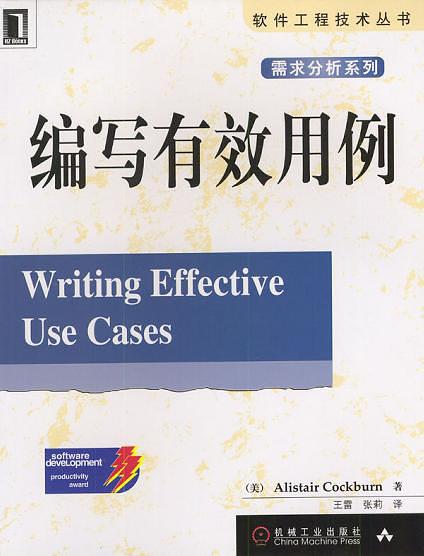 HZ BOOKS
软件工程技术丛书
需求分析系列
编写有效用例
Writing Effective
Use Cases
software
development
productivity
award
（美） Alistair Cockburn 著
王雷 张莉 译
机械工业出版社
China Machine Press